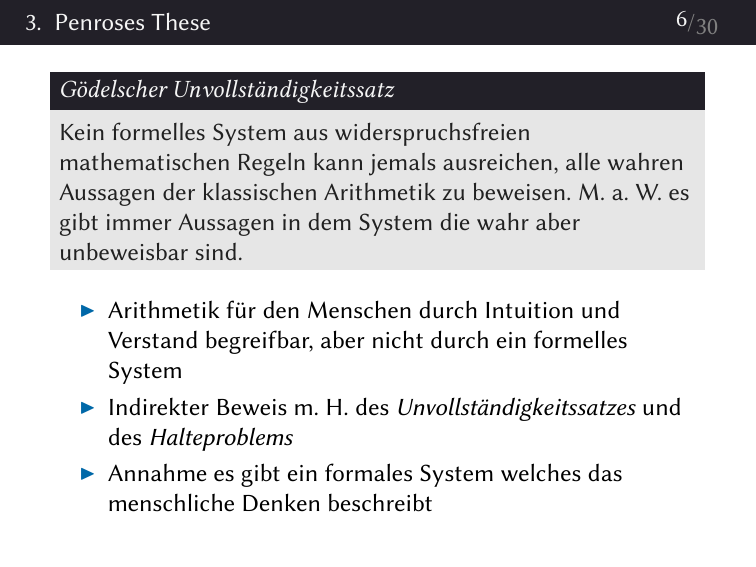 3. Penroses These
6/30
Gödelscher Unvollständigkeitssatz
Kein formelles System aus widerspruchsfreien
mathematischen Regeln kann jemals ausreichen, alle wahren
Aussagen der klassischen Arithmetik zu beweisen. M. a. W. es
gibt immer Aussagen in dem System die wahr aber
unbeweisbar sind.
▶ Arithmetik für den Menschen durch Intuition und
Verstand begreifbar, aber nicht durch ein formelles
System
▶ Indirekter Beweis m. H. des Unvollständigkeitssatzes und
des Halteproblems
▶ Annahme es gibt ein formales System welches das
menschliche Denken beschreibt